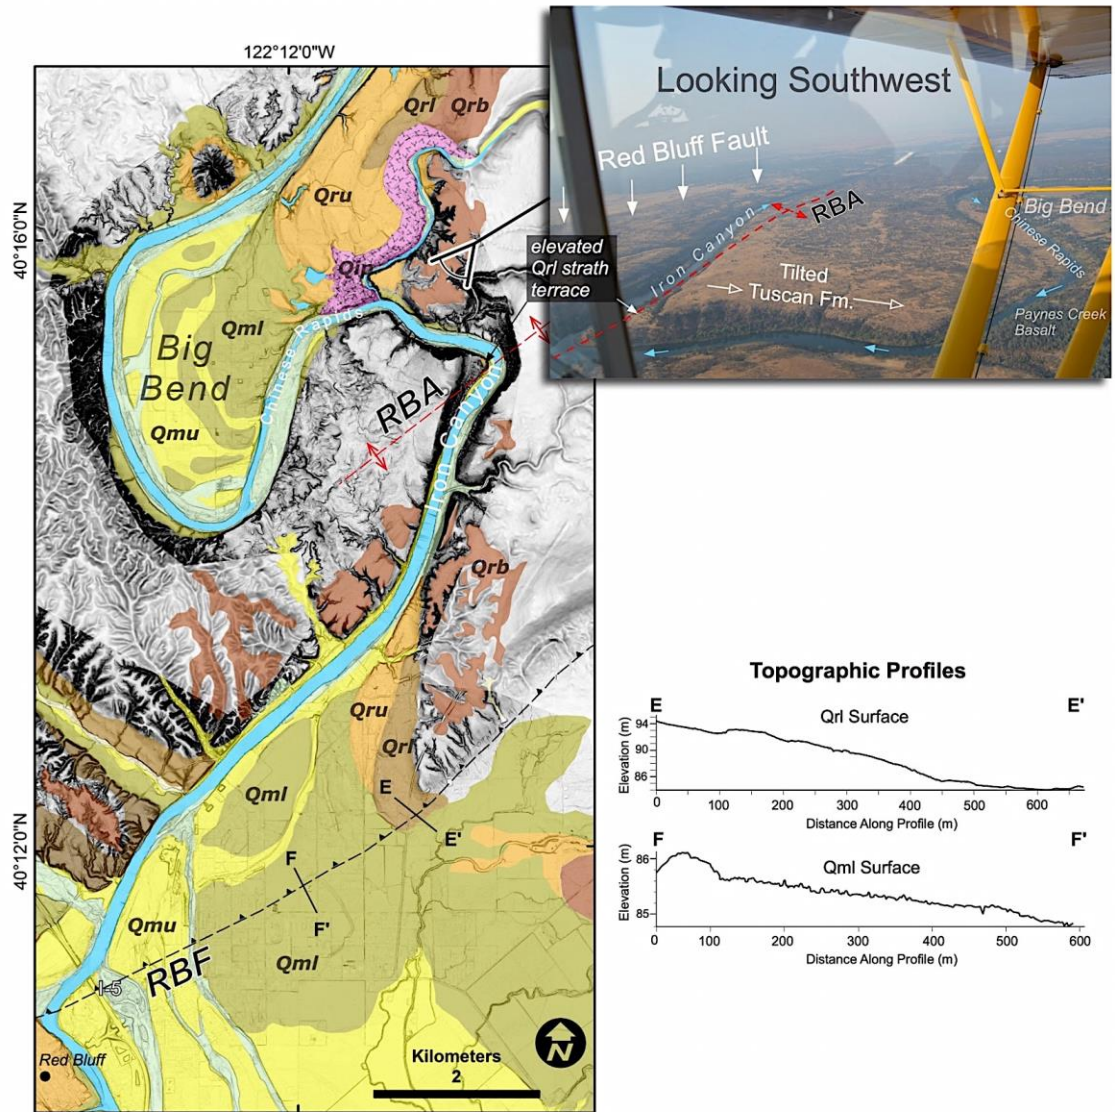 122°12'0"W
40°16'0"N
40°12'0"N
Qrl
Qrb
Qru
Qip
Qml
Big
Bend
Qmu
Chinese Rapids
RBA
Iron Canyon
Qrb
Qru
Qrl
Qml
E
E'
F
F'
Qmu
RBF
Qml
I-5
Red Bluff
N
Kilometers
2
elevated
Qrl strath
terrace
Looking Southwest
Red Bluff Fault
RBA
Big Bend
Chinese Rapids
Iron Canyon
Tilted
Tuscan Fm.
Paynes Creek
Basalt
Topographic Profiles
E E'
Qrl Surface
Elevation (m)
94
90
86
0 100 200 300 400 500 600
Distance Along Profile (m)
F F'
Qml Surface
Elevation (m)
86
85
0 100 200 300 400 500 600
Distance Along Profile (m)